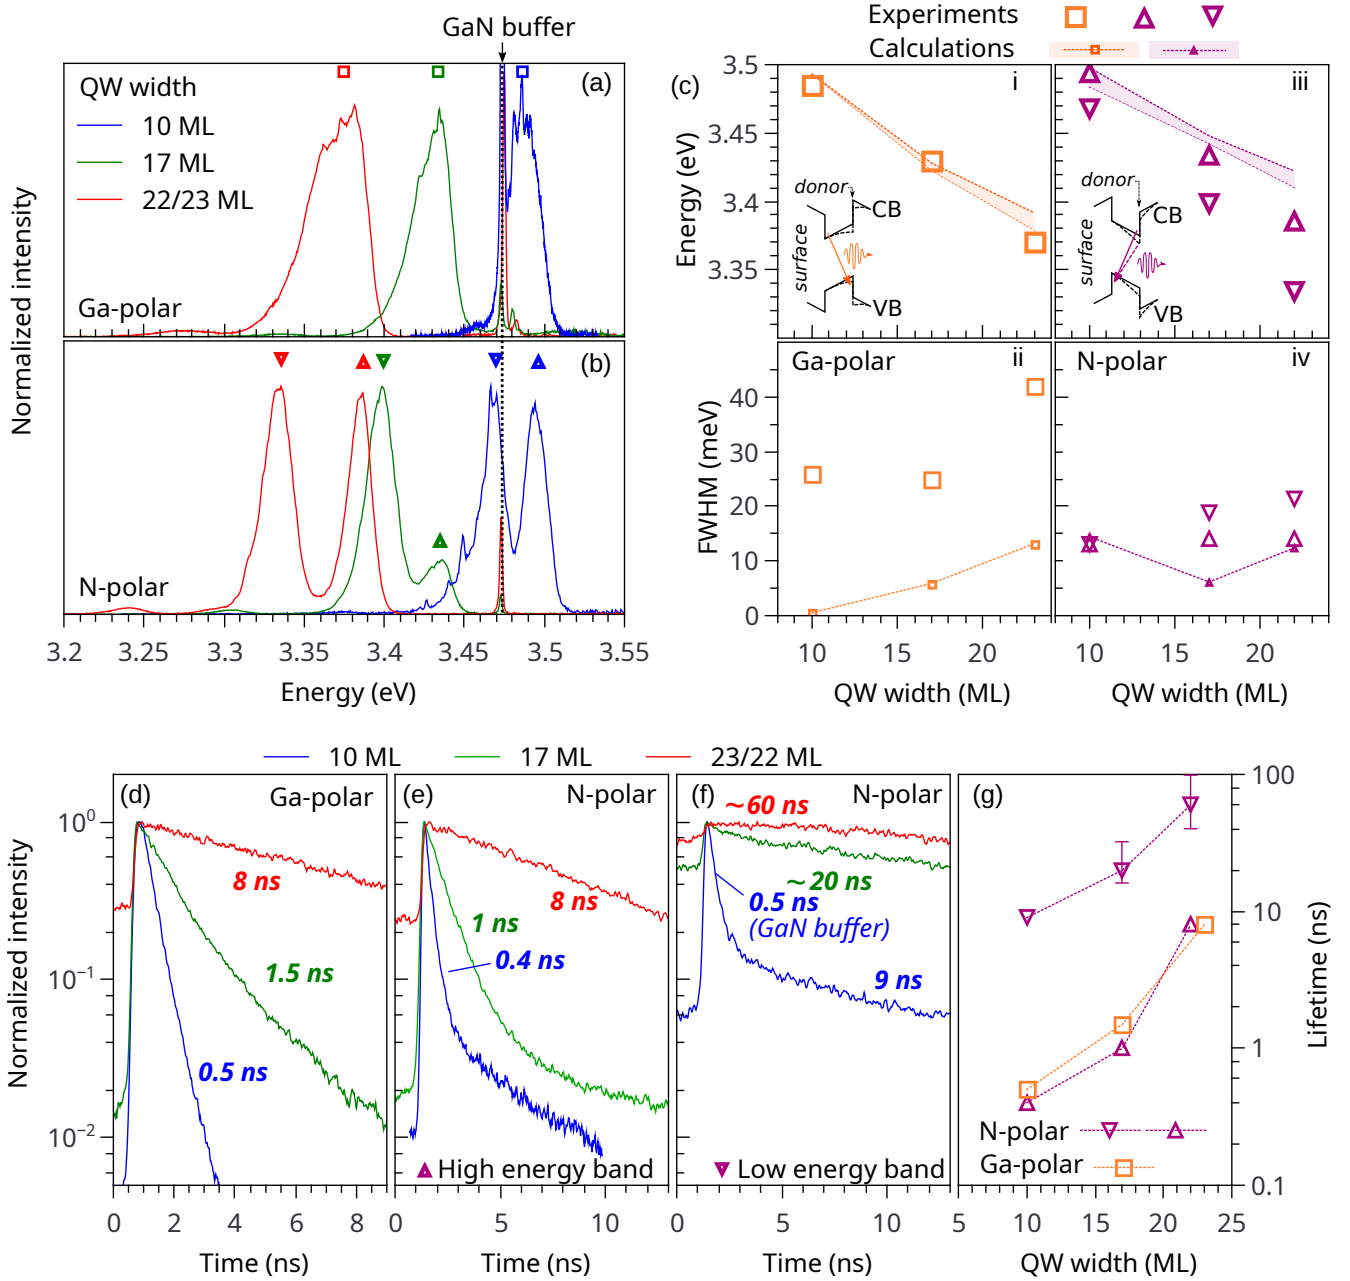 GaN buffer
Experiments
Calculations
QW width
10 ML
17 ML
22/23 ML
(a)
Ga-polar
Normalized intensity
(b)
N-polar
3.2 3.25 3.3 3.35 3.4 3.45 3.5 3.55
Energy (eV)
(c)
3.5
3.45
3.4
3.35
Energy (eV)
i
donor
CB
surface
VB
iii
donor
CB
surface
VB
Ga-polar
ii
N-polar
iv
40
30
20
10
0
FWHM (meV)
10 15 20
10 15 20
QW width (ML)
QW width (ML)
10 ML
17 ML
23/22 ML
(d)
Ga-polar
8 ns
1.5 ns
0.5 ns
10⁰
10⁻¹
10⁻²
Normalized intensity
0 2 4 6 8
Time (ns)
(e)
N-polar
8 ns
1 ns
0.4 ns
High energy band
0 5 10
Time (ns)
(f)
N-polar
~60 ns
~20 ns
0.5 ns
(GaN buffer)
9 ns
Low energy band
0 5 10
Time (ns)
(g)
N-polar
Ga-polar
100
10
1
0.1
Lifetime (ns)
5 10 15 20 25
QW width (ML)